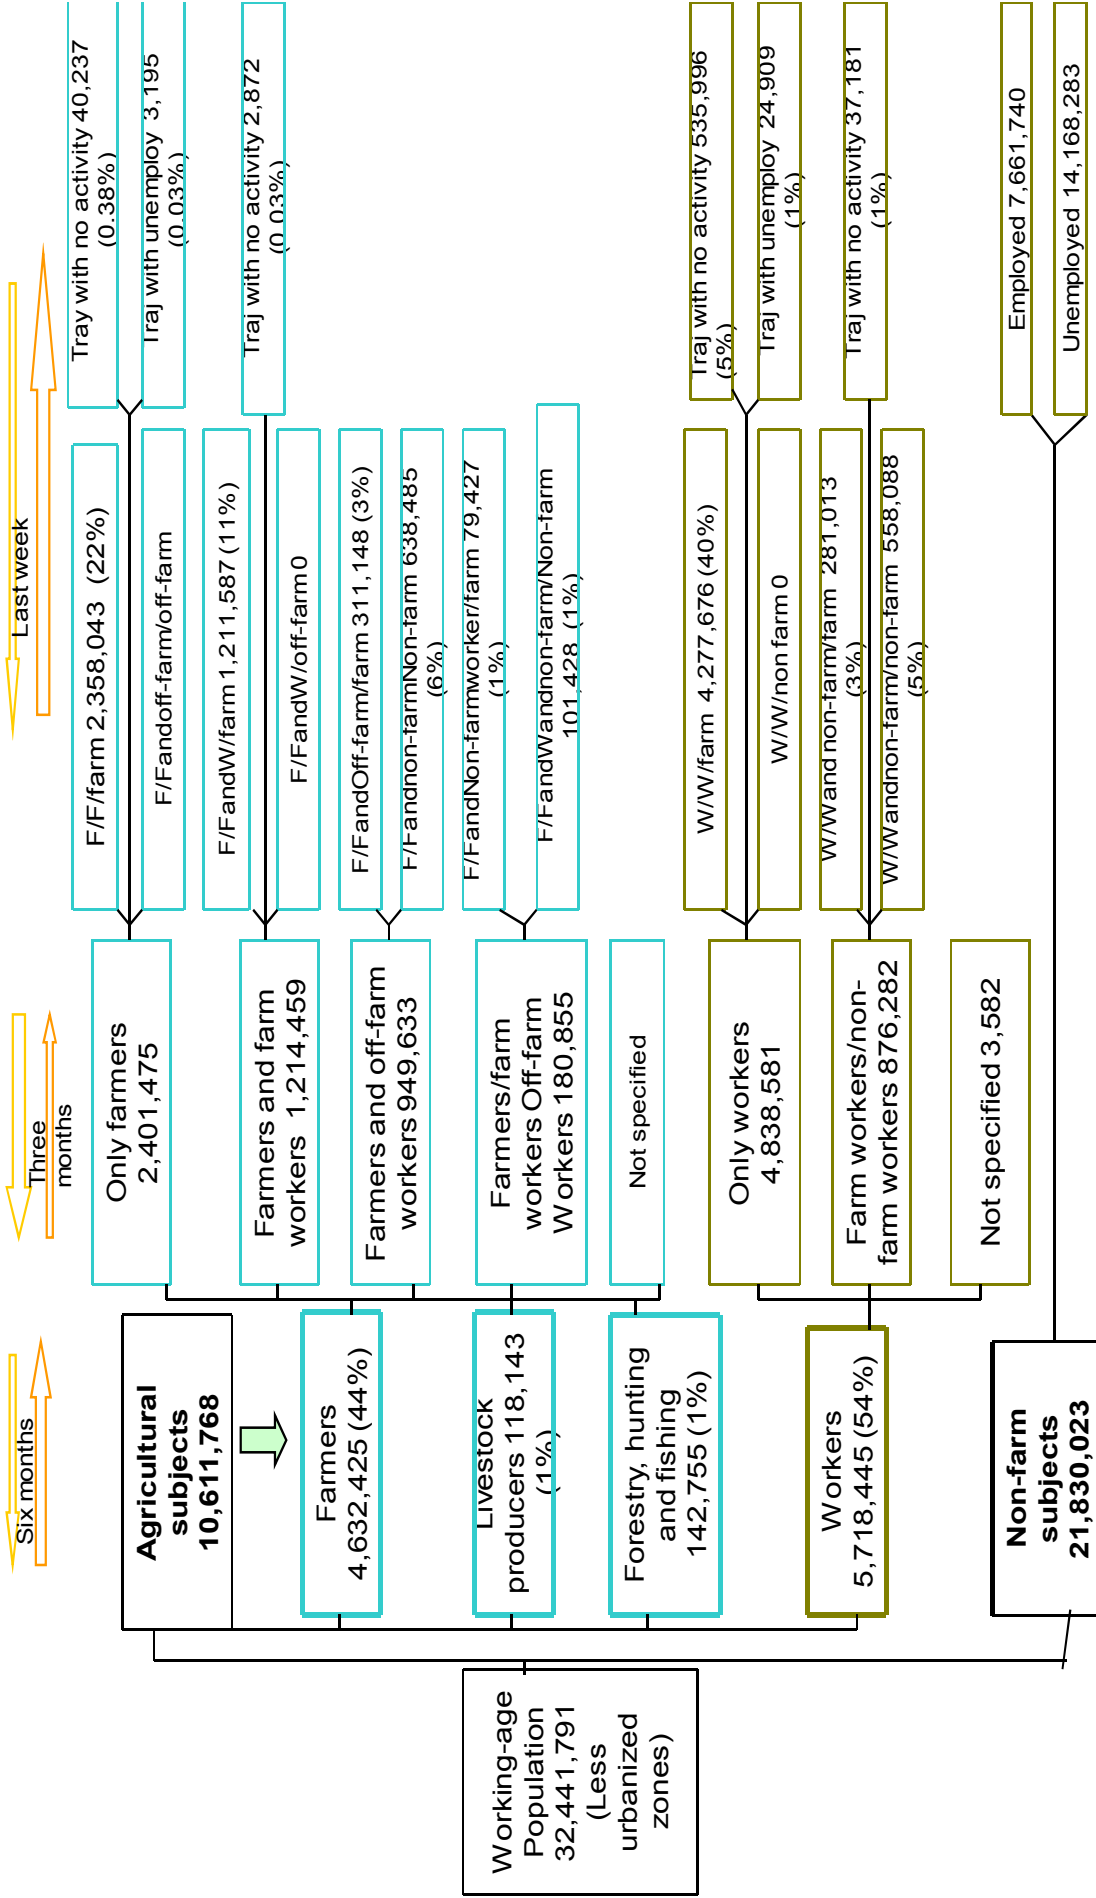 Six months
Three
months
Last week
Working-age
Population
32,441,791
(Less
urbanized
zones)
Agricultural
subjects
10,611,768
Farmers
4,632,425 (44%)
Livestock
producers 118,143
(1%)
Forestry, hunting
and fishing
142,755 (1%)
Workers
5,718,445 (54%)
Non-farm
subjects
21,830,023
Only farmers
2,401,475
Farmers and farm
workers 1,214,459
Farmers and off-farm
workers 949,633
Farmers/farm
workers Off-farm
Workers 180,855
Not specified
Only workers
4,838,581
Farm workers/non-
farm workers 876,282
Not specified 3,582
F/F/farm 2,358,043 (22%)
F/Fandoff-farm/off-farm
F/FandW/farm 1,211,587 (11%)
F/FandW/off-farm 0
F/FandOff-farm/farm 311,148 (3%)
F/Fandnon-farmNon-farm 638,485
(6%)
F/FandNon-farmworker/farm 79,427
(1%)
F/FandWandnon-farm/Non-farm
101,428 (1%)
W/W/farm 4,277,676 (40%)
W/W/non farm 0
W/Wand non-farm/farm 281,013
(3%)
W/Wandnon-farm/non-farm 558,088
(5%)
Tray with no activity 40,237
(0.38%)
Traj with unemploy 3,195
(0.03%)
Traj with no activity 2,872
(0.03%)
Traj with no activity 535,996
(5%)
Traj with unemploy 24,909
(1%)
Traj with no activity 37,181
(1%)
Employed 7,661,740
Unemployed 14,168,283